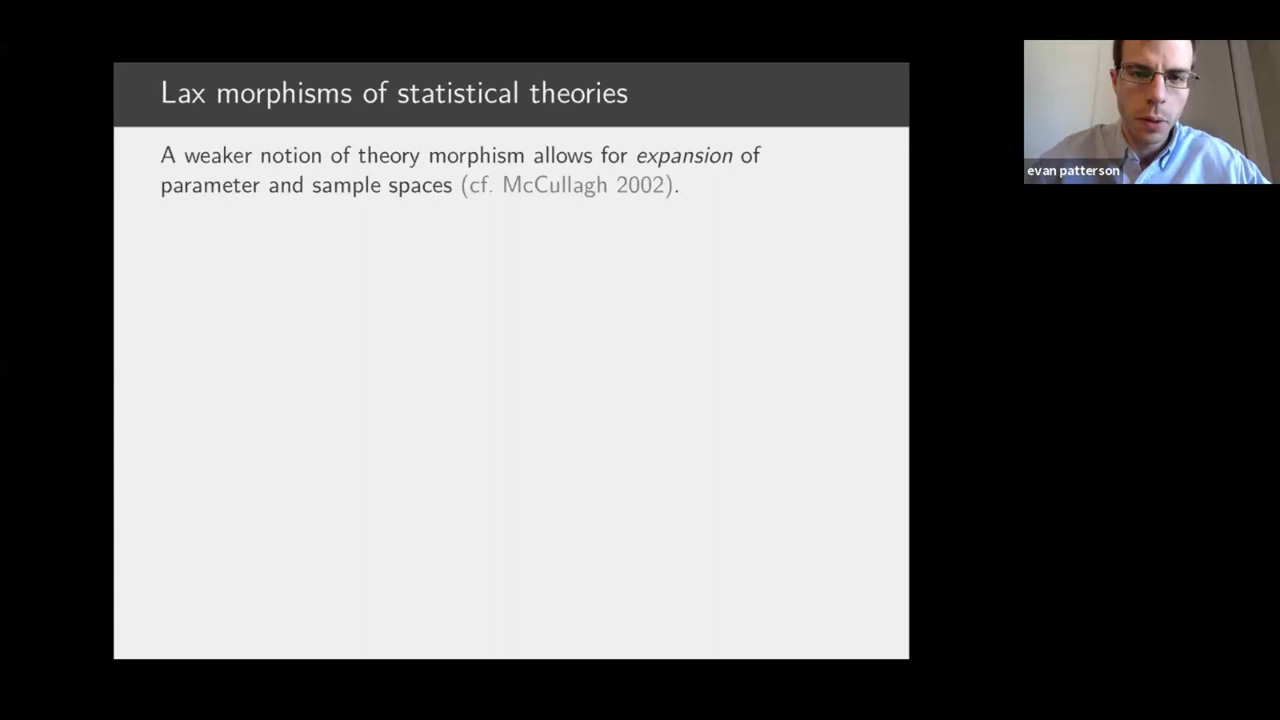 Lax morphisms of statistical theories
A weaker notion of theory morphism allows for expansion of
parameter and sample spaces (cf. McCullagh 2002).
evan patterson